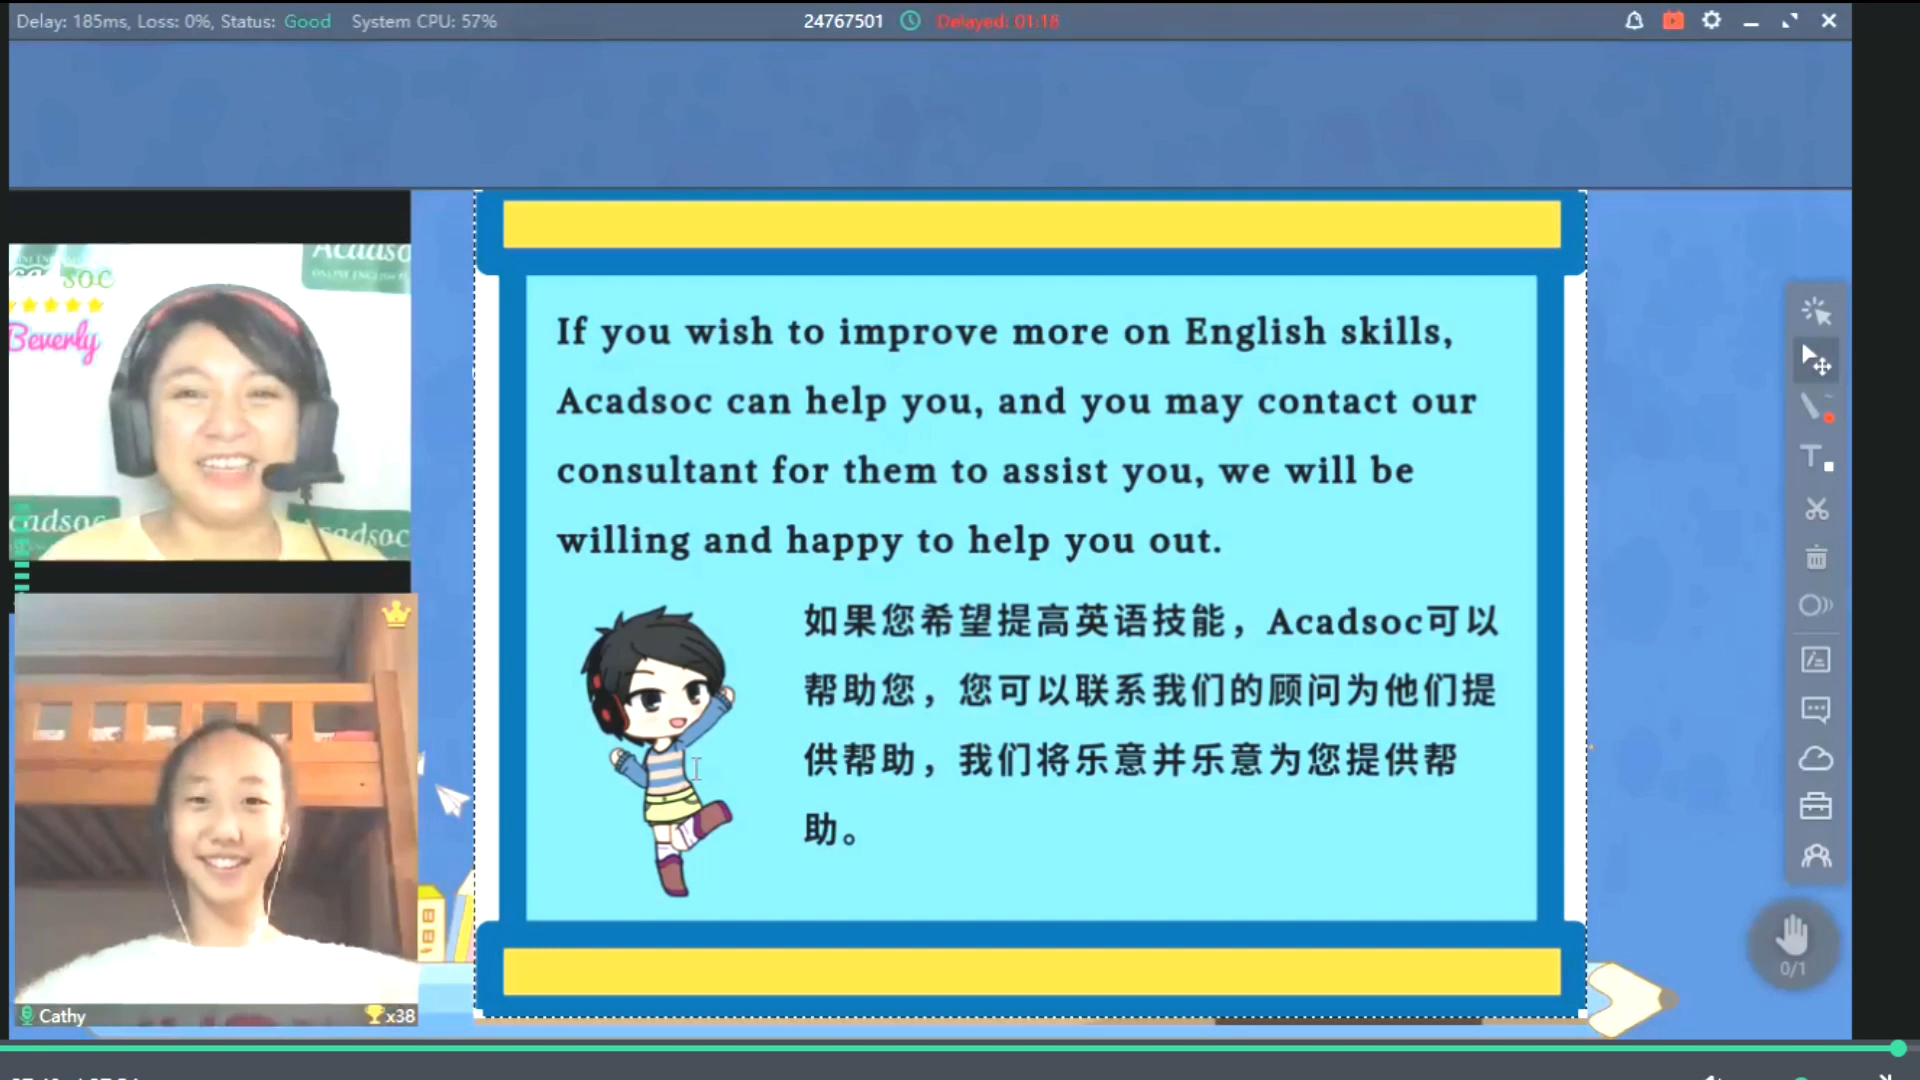 Delay: 185ms, Loss: 0%, Status: Good System CPU: 57%
24767501
Delayed: 01:18
soc
Beverly
If you wish to improve more on English skills,
Acadsoc can help you, and you may contact our
consultant for them to assist you, we will be
willing and happy to help you out.
如果您希望提高英语技能，Acadsoc可以
帮助您，您可以联系我们的顾问为他们提
供帮助，我们将乐意并乐意为您提供帮
助。
Cathy
x38
0/1